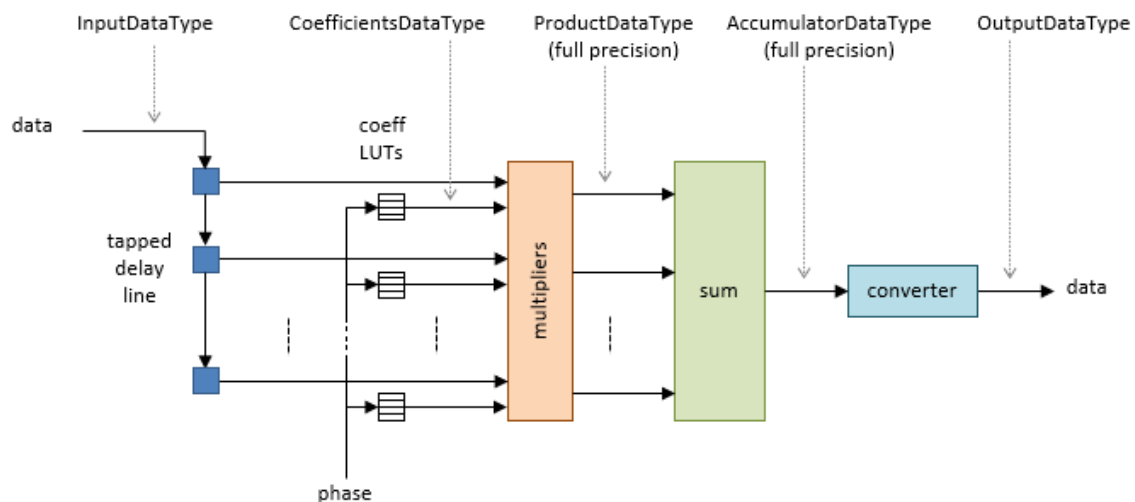 InputDataType
CoefficientsDataType
ProductDataType
(full precision)
AccumulatorDataType
(full precision)
OutputDataType
data
coeff
LUTs
tapped
delay
line
multipliers
sum
converter
data
phase